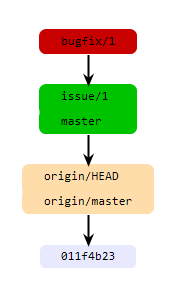 bugfix/1
issue/1
master
origin/HEAD
origin/master
011f4b23